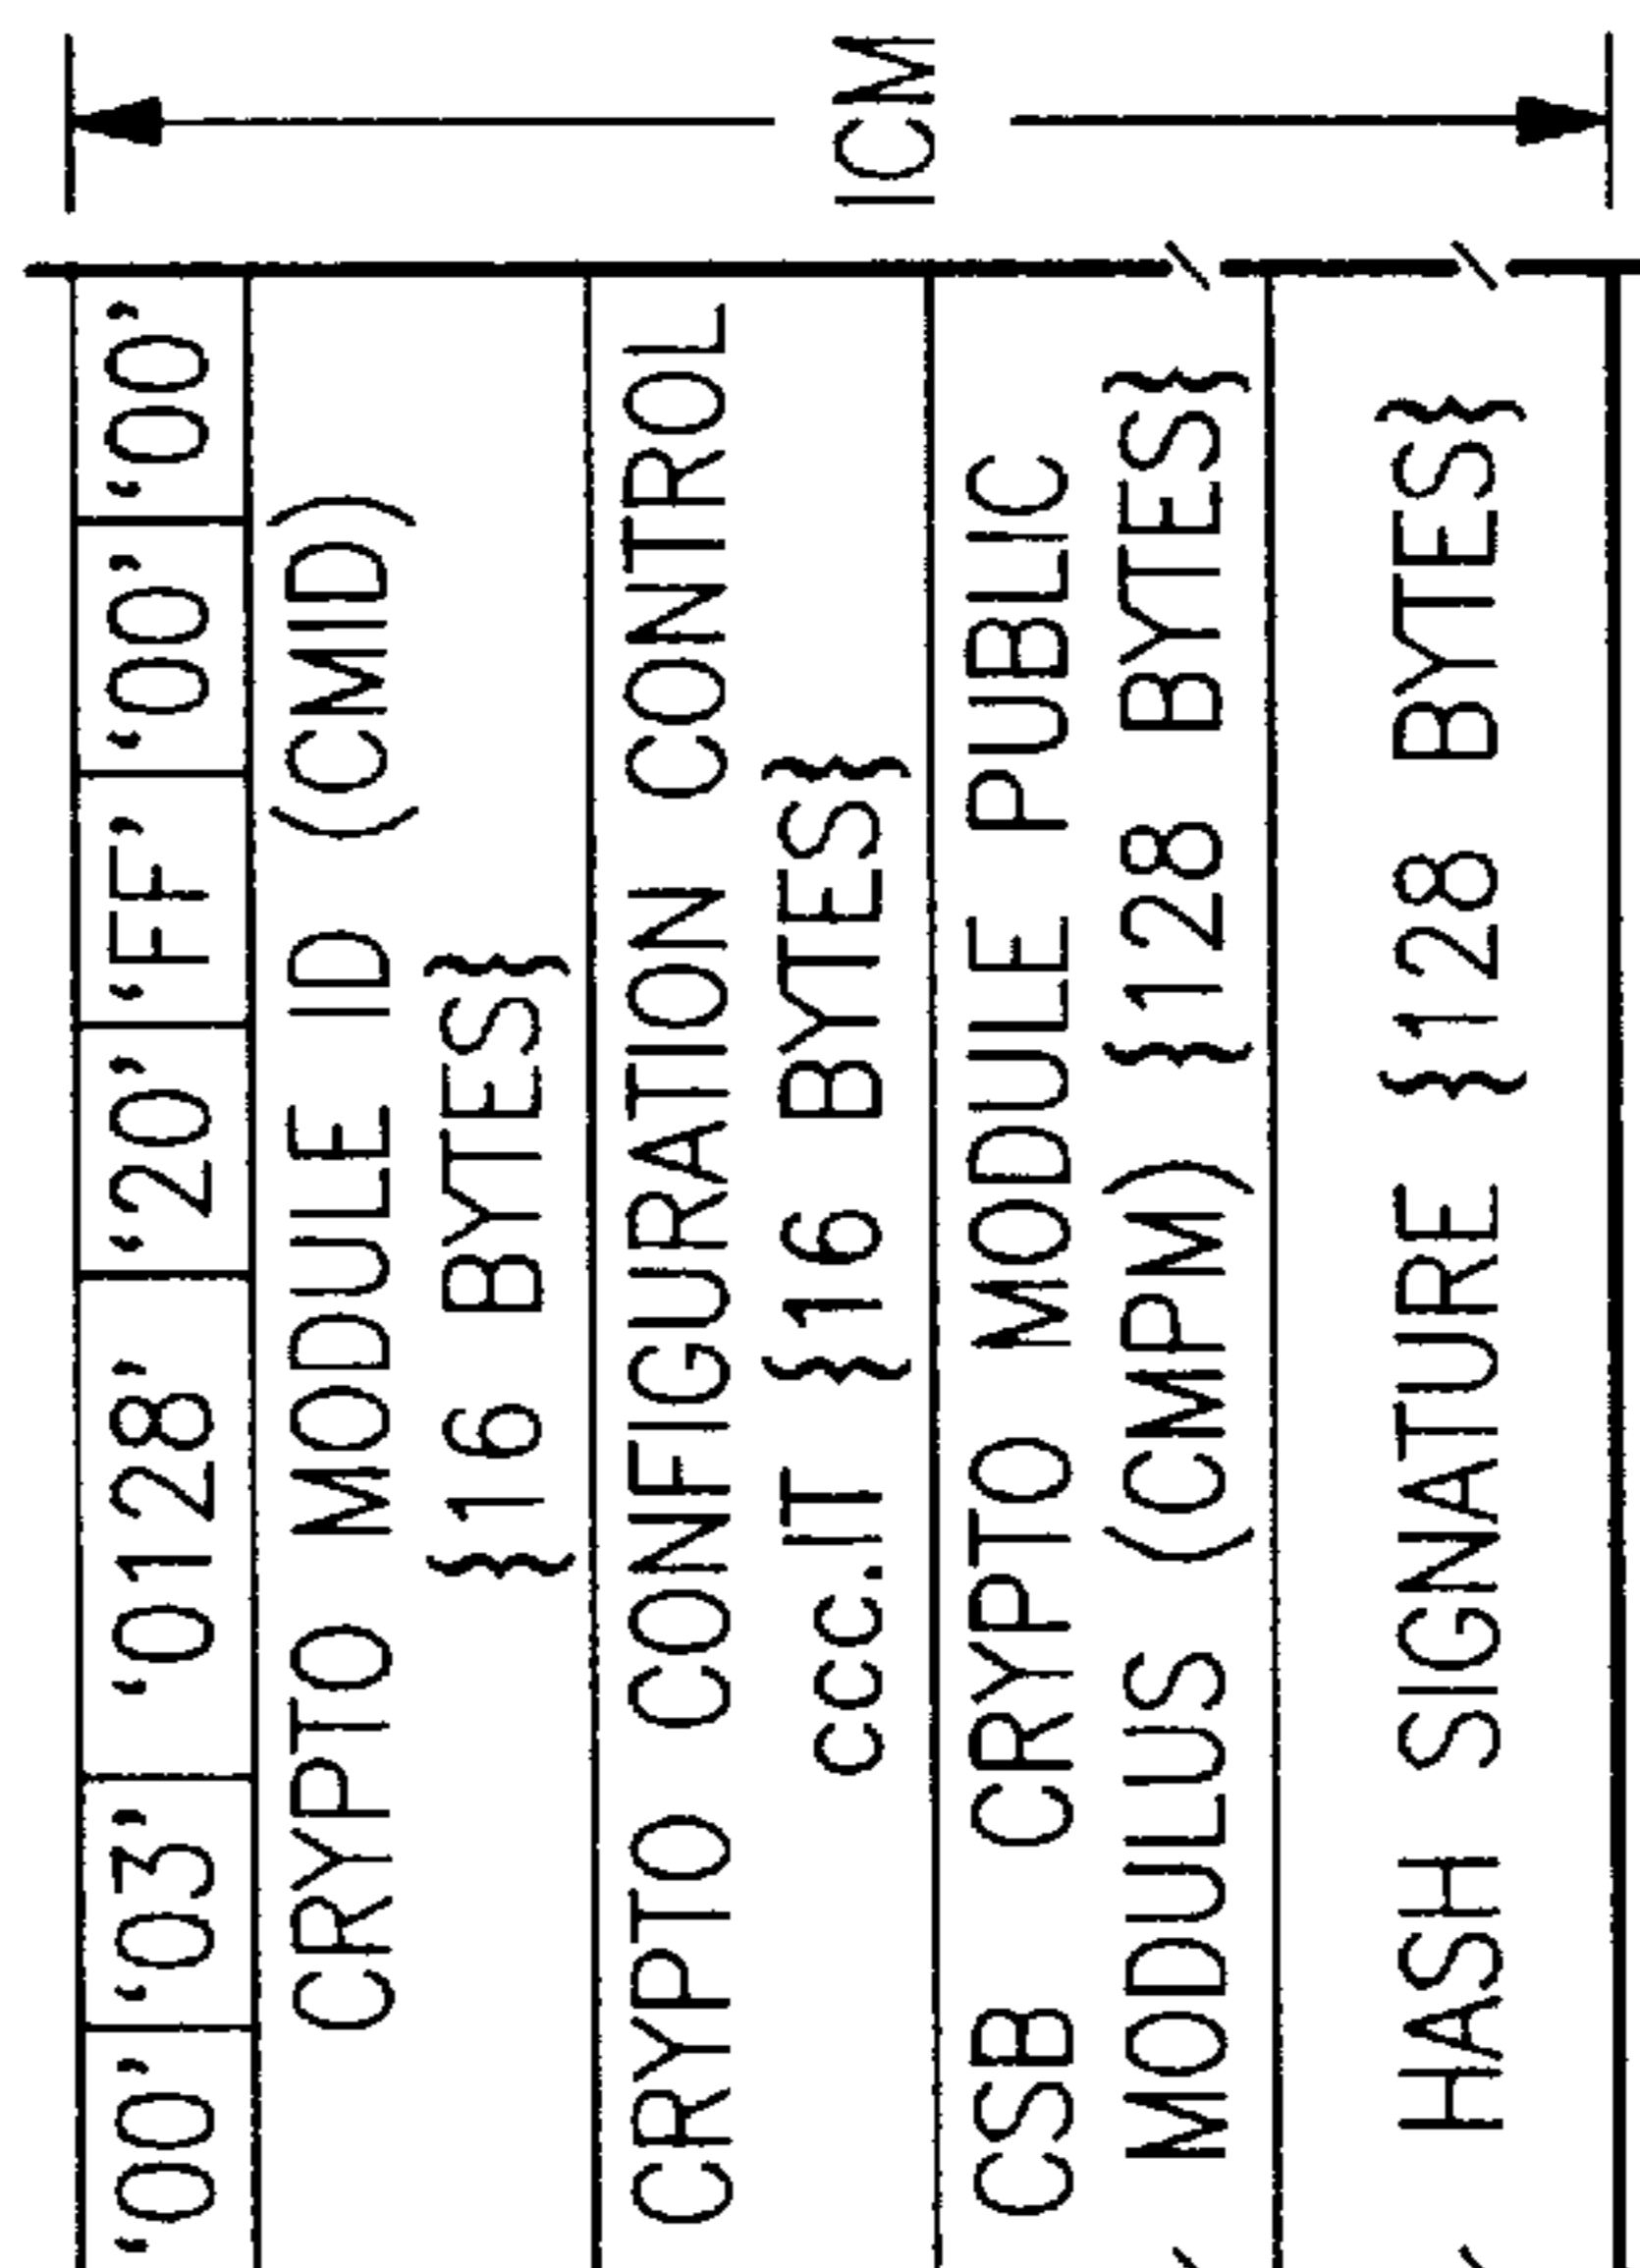 ‘00’ ‘03’ ‘0128’ ‘20’ ‘FF’ ‘00’ ‘00’
CRYPTO MODULE ID (CMID)
}16 BYTES}
CRYPTO CONFIGURATION CONTROL
ccc.IT }16 BYTES}
CSB CRYPTO MODULE PUBLIC
MODULUS (CMPM) }128 BYTES}
HASH SIGNATURE }128 BYTES}
ICM